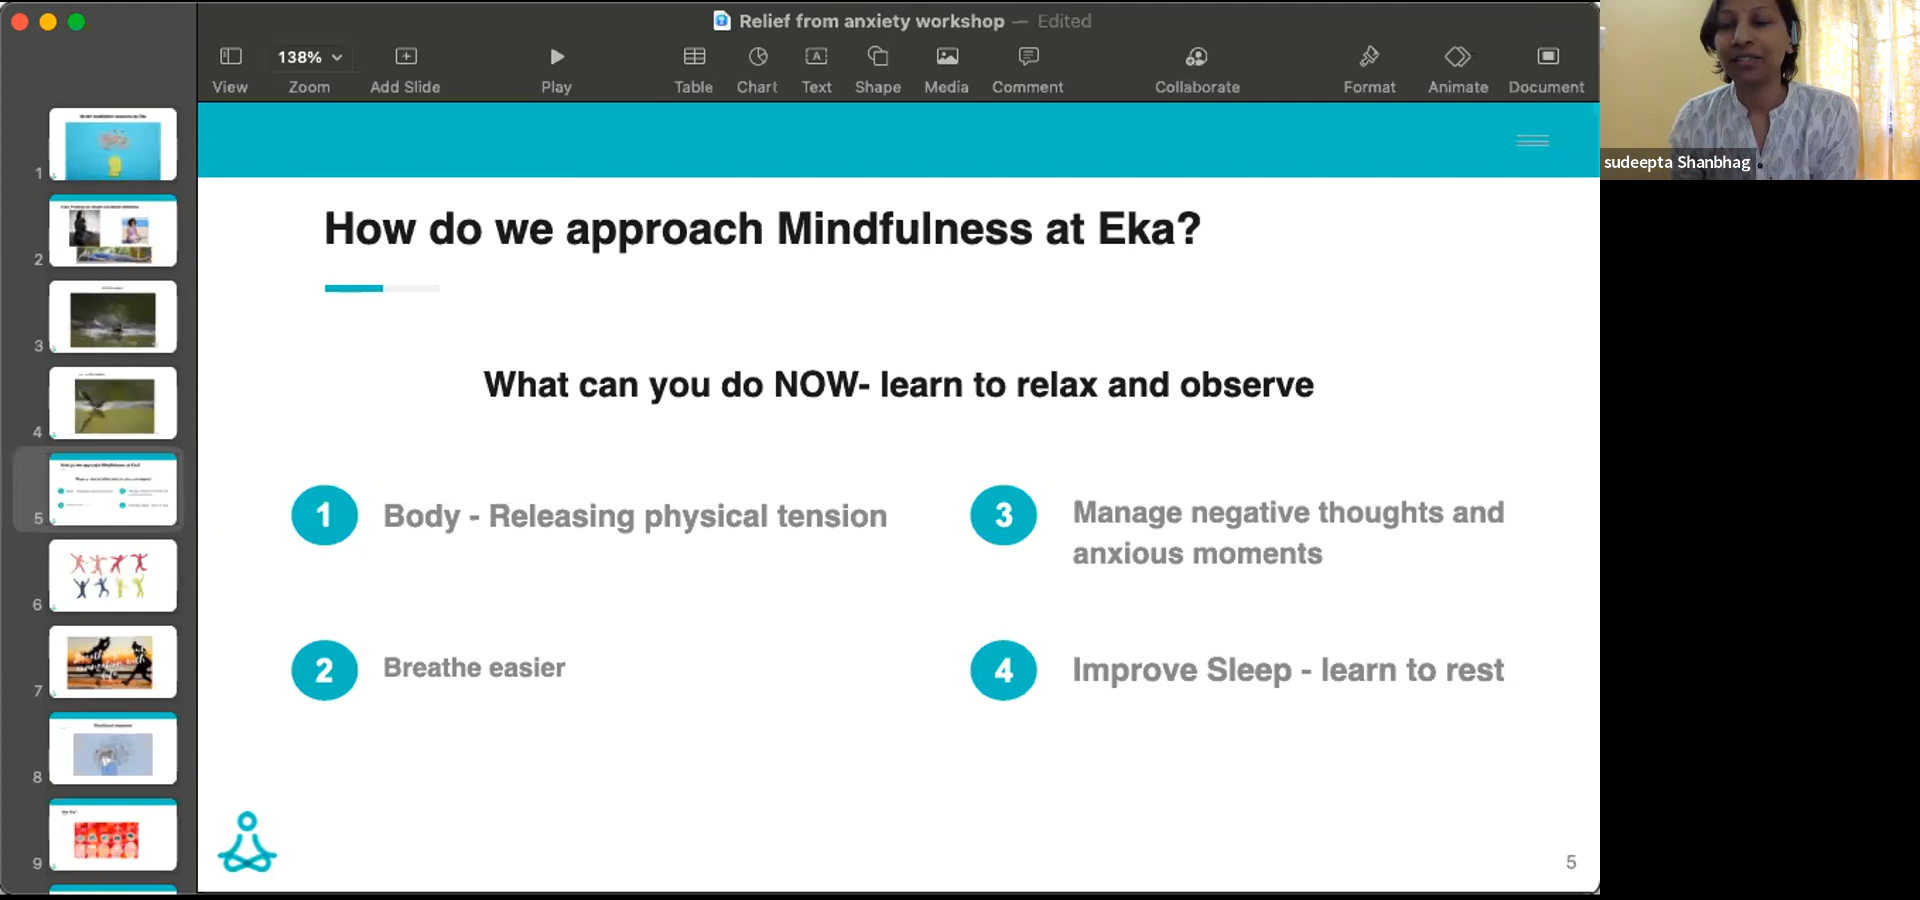 Relief from anxiety workshop — Edited
138%
View
Zoom
Add Slide
Play
Table
Chart
Text
Shape
Media
Comment
Collaborate
Format
Animate
Document
sudeepta Shanbhag
1
2
3
4
5
6
7
8
9
How do we approach Mindfulness at Eka?
What can you do NOW- learn to relax and observe
1 Body - Releasing physical tension
2 Breathe easier
3 Manage negative thoughts and
anxious moments
4 Improve Sleep - learn to rest
5